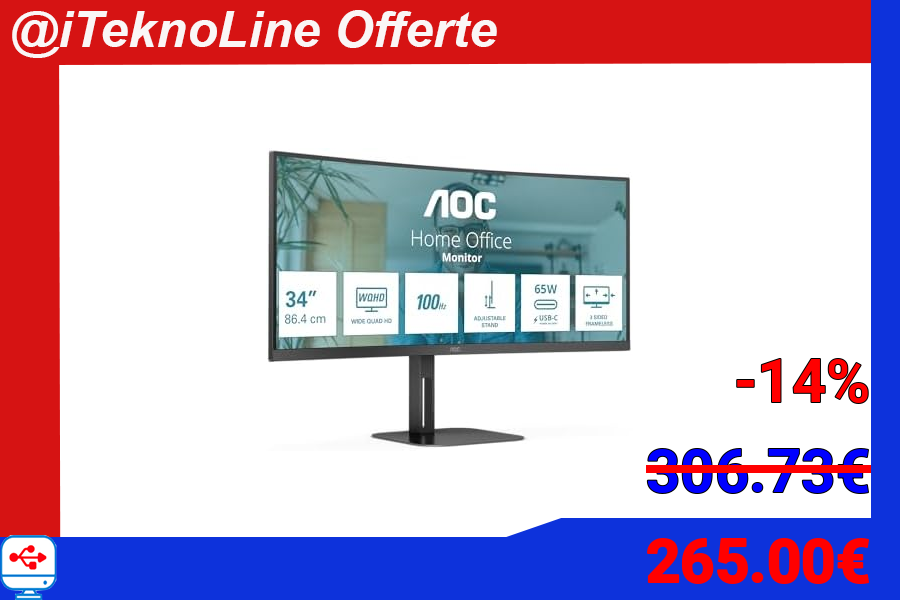 @iTeknoLine Offerte
AOC
Home Office
Monitor
34”
86.4 cm
WQHD
WIDE QUAD HD
100Hz
ADJUSTABLE
STAND
65W
USB-C
3 SIDED
FRAMELESS
AOC
-14%
306.73€
265.00€